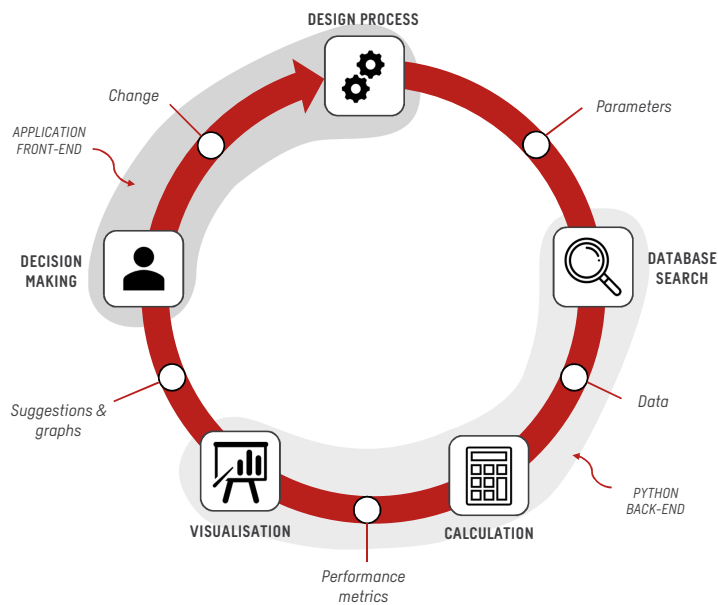 DESIGN PROCESS
Change
Parameters
APPLICATION
FRONT-END
DECISION
MAKING
DATABASE
SEARCH
Suggestions &
graphs
Data
VISUALISATION
CALCULATION
PYTHON
BACK-END
Performance
metrics